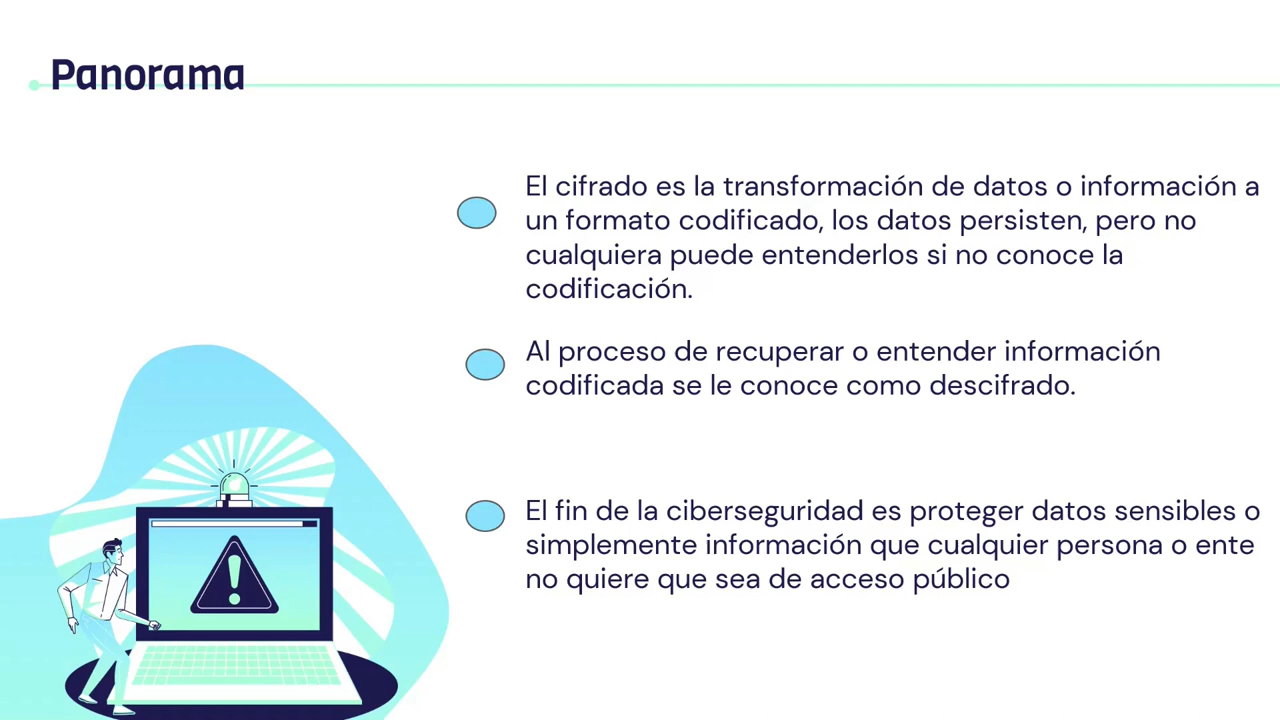 Panorama
El cifrado es la transformación de datos o información a
un formato codificado, los datos persisten, pero no
cualquiera puede entenderlos si no conoce la
codificación.
Al proceso de recuperar o entender información
codificada se le conoce como descifrado.
El fin de la ciberseguridad es proteger datos sensibles o
simplemente información que cualquier persona o ente
no quiere que sea de acceso público